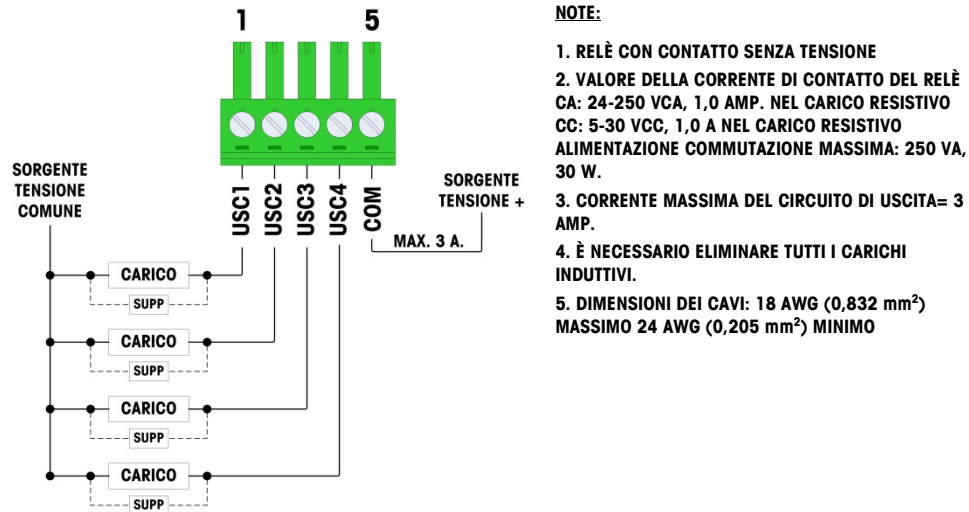 1 5
USC1 USC2 USC3 USC4 COM
SORGENTE
TENSIONE
COMUNE
SORGENTE
TENSIONE +
MAX. 3 A.
CARICO
SUPP
CARICO
SUPP
CARICO
SUPP
CARICO
SUPP
NOTE:
1. RELÈ CON CONTATTO SENZA TENSIONE
2. VALORE DELLA CORRENTE DI CONTATTO DEL RELÈ
CA: 24-250 VCA, 1,0 AMP. NEL CARICO RESISTIVO
CC: 5-30 VCC, 1,0 A NEL CARICO RESISTIVO
ALIMENTAZIONE COMMUTAZIONE MASSIMA: 250 VA,
30 W.
3. CORRENTE MASSIMA DEL CIRCUITO DI USCITA= 3
AMP.
4. È NECESSARIO ELIMINARE TUTTI I CARICHI
INDUTTIVI.
5. DIMENSIONI DEI CAVI: 18 AWG (0,832 mm²)
MASSIMO 24 AWG (0,205 mm²) MINIMO